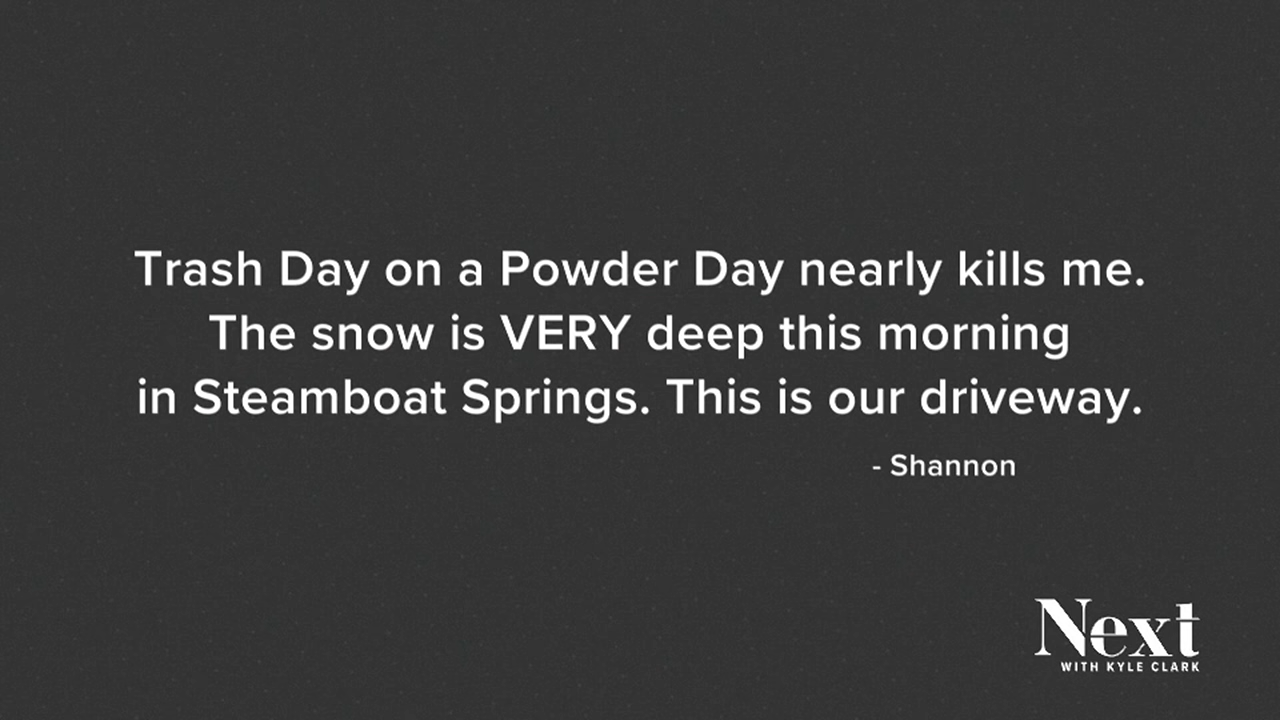 Trash Day on a Powder Day nearly kills me.
The snow is VERY deep this morning
in Steamboat Springs. This is our driveway.
- Shannon
Next
WITH KYLE CLARK